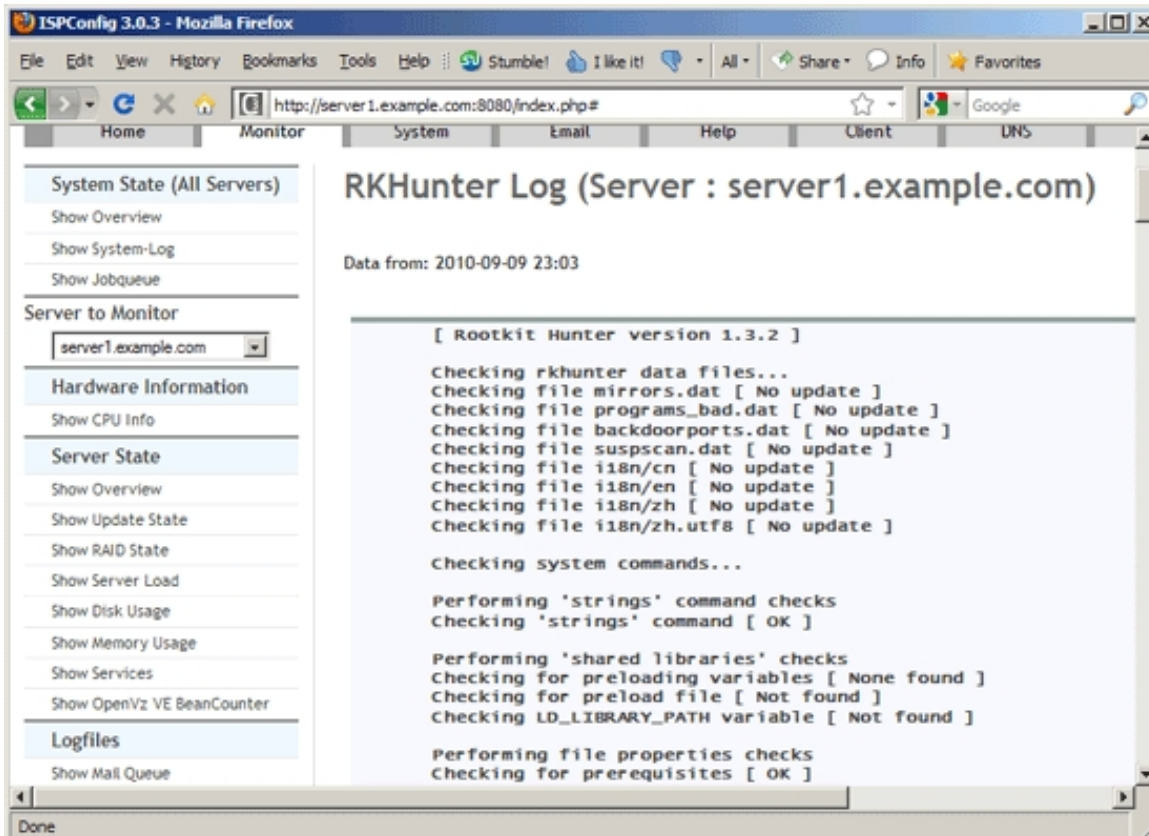 ISPConfig 3.0.3 - Mozilla Firefox
File Edit View History Bookmarks Tools Help Stumble! I like it! All Share Info Favorites
http://server1.example.com:8080/index.php# Google
Home Monitor System Email Help Client DNS
System State (All Servers)
Show Overview
Show System-Log
Show Jobqueue
Server to Monitor
server1.example.com
Hardware Information
Show CPU Info
Server State
Show Overview
Show Update State
Show RAID State
Show Server Load
Show Disk Usage
Show Memory Usage
Show Services
Show OpenVz VE BeanCounter
Logfiles
Show Mail Queue
RKHunter Log (Server : server1.example.com)
Data from: 2010-09-09 23:03
[ Rootkit Hunter version 1.3.2 ]
Checking rkhunter data files...
Checking file mirrors.dat [ No update ]
Checking file programs_bad.dat [ No update ]
Checking file backdoorports.dat [ No update ]
Checking file suspscan.dat [ No update ]
Checking file i18n/cn [ No update ]
Checking file i18n/en [ No update ]
Checking file i18n/zh [ No update ]
Checking file i18n/zh.utf8 [ No update ]
Checking system commands...
Performing 'strings' command checks
Checking 'strings' command [ OK ]
Performing 'shared libraries' checks
Checking for preloading variables [ None found ]
Checking for preload file [ Not found ]
Checking LD_LIBRARY_PATH variable [ Not found ]
Performing file properties checks
Checking for prerequisites [ OK ]
Done